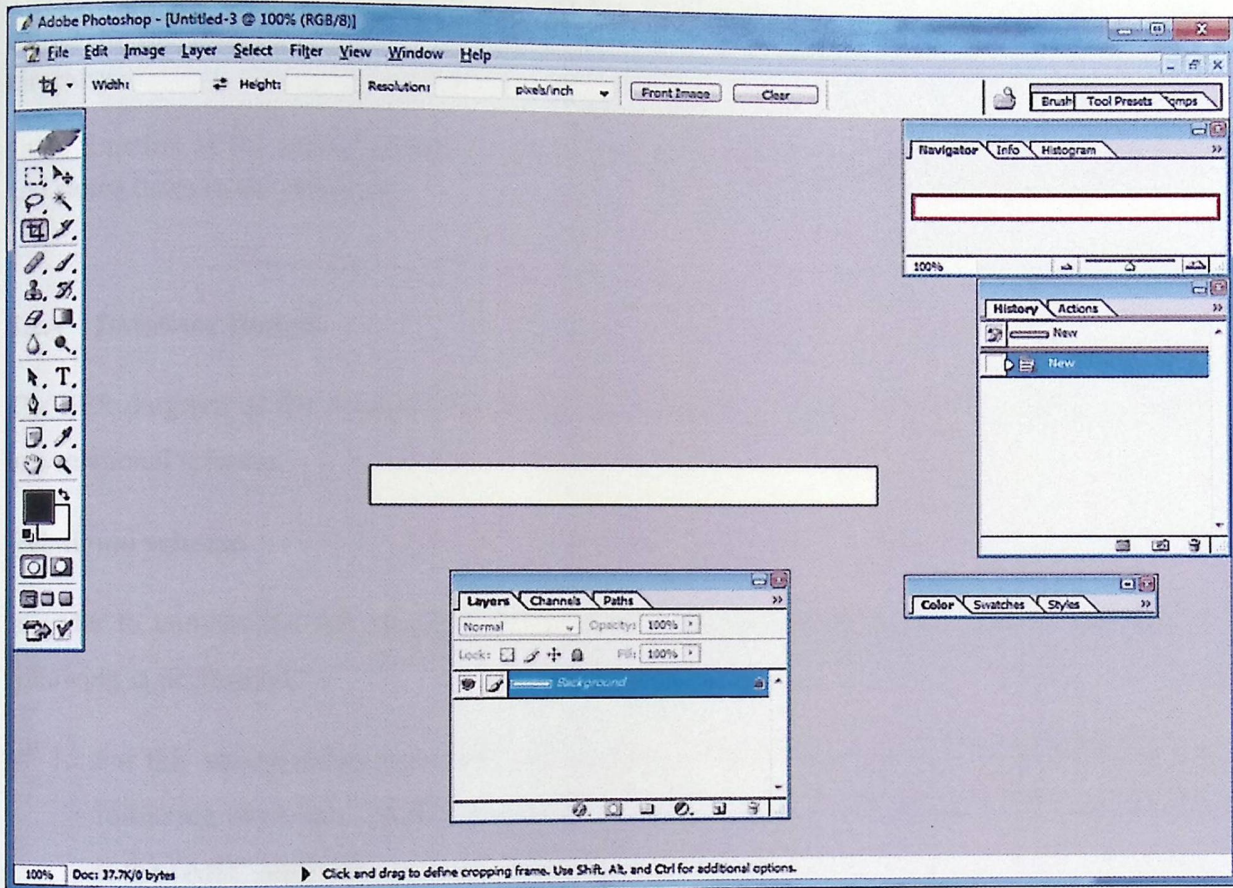 Adobe Photoshop - [Untitled-3 @ 100% (RGB/8)]
File Edit Image Layer Select Filter View Window Help
Width: Height: Resolution: pixels/inch Front Image Clear
Brush Tool Presets omps
Navigator Info Histogram
100%
History Actions
New
New
Layers Channels Paths
Normal Opacity: 100%
Lock: Fill: 100%
Background
Color Swatches Styles
100% Doc: 37.7K/0 bytes Click and drag to define cropping frame. Use Shift, Alt, and Ctrl for additional options.